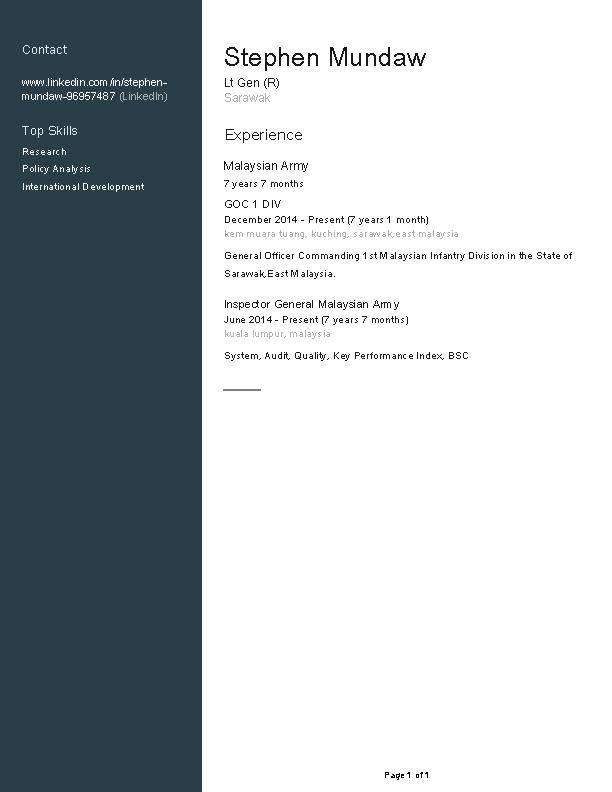 Contact
www.linkedin.com/in/stephen-
mundaw-96957487 (LinkedIn)
Top Skills
Research
Policy Analysis
International Development
Stephen Mundaw
Lt Gen (R)
Sarawak
Experience
Malaysian Army
7 years 7 months
GOC 1 DIV
December 2014 - Present (7 years 1 month)
kem muara tuang, kuching, sarawak,east malaysia
General Officer Commanding 1st Malaysian Infantry Division in the State of
Sarawak,East Malaysia.
Inspector General Malaysian Army
June 2014 - Present (7 years 7 months)
kuala lumpur, malaysia
System, Audit, Quality, Key Performance Index, BSC
Page 1 of 1